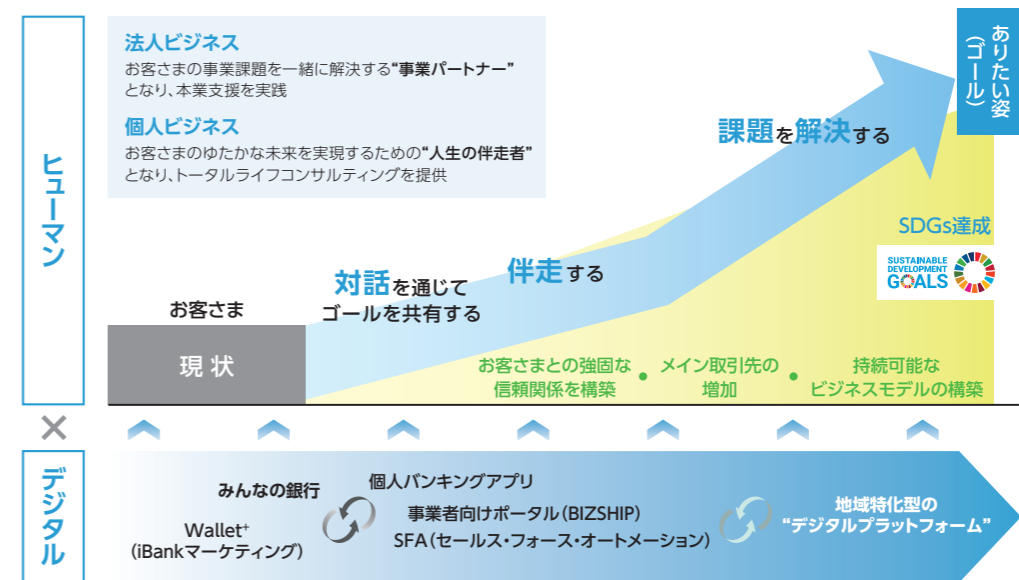 ヒューマン
法人ビジネス
お客さまの事業課題を一緒に解決する“事業パートナー”
となり、本業支援を実践
個人ビジネス
お客さまのゆたかな未来を実現するための“人生の伴走者”
となり、トータルライフコンサルティングを提供
ありたい姿
（ゴール）
課題を解決する
SDGs達成
SUSTAINABLE
DEVELOPMENT
GOALS
伴走する
対話を通じて
ゴールを共有する
お客さま
現状
お客さまとの強固な
信頼関係を構築
●
メイン取引先の
増加
●
持続可能な
ビジネスモデルの構築
×
デジタル
みんなの銀行
Wallet⁺
（iBankマーケティング）
個人バンキングアプリ
事業者向けポータル（BIZSHIP）
SFA（セールス・フォース・オートメーション）
地域特化型の
“デジタルプラットフォーム”